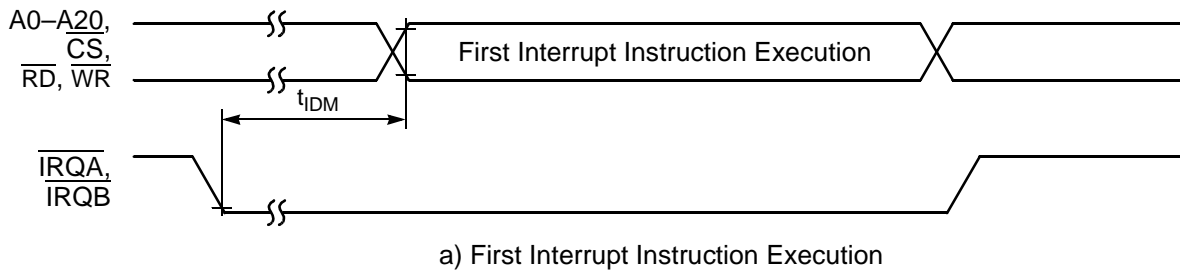 A0–A20,
CS,
RD, WR
First Interrupt Instruction Execution
tIDM
IRQA,
IRQB
a) First Interrupt Instruction Execution